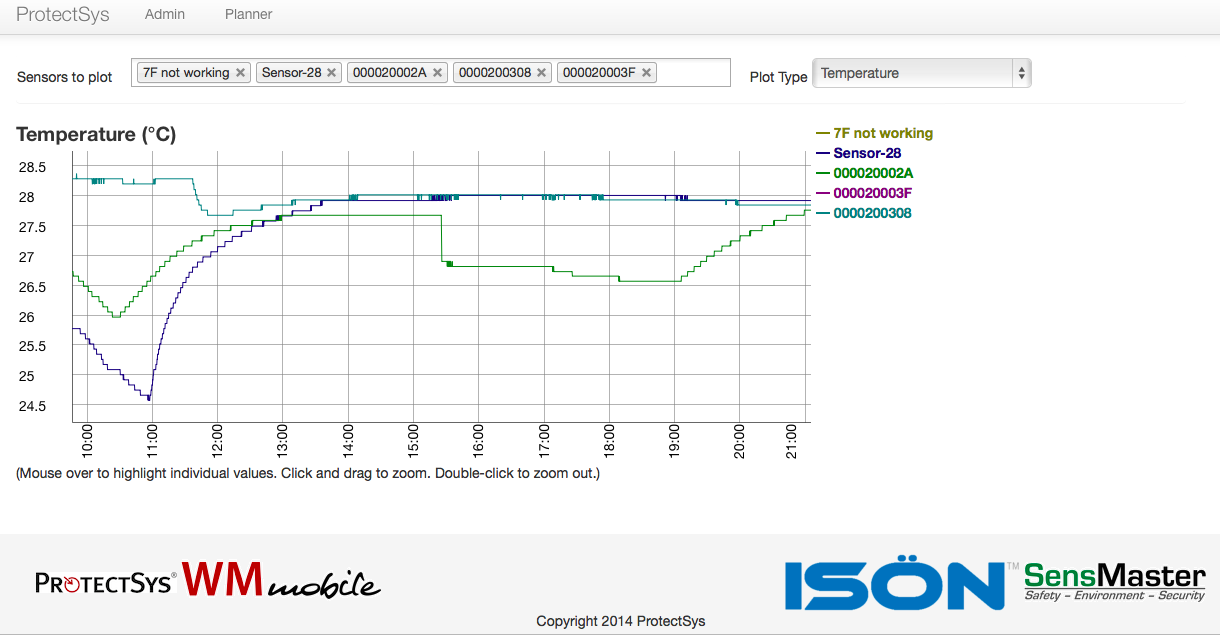 ProtectSys Admin Planner
Sensors to plot 7F not working × Sensor-28 × 000020002A × 0000200308 × 000020003F × Plot Type Temperature
Temperature (°C)
7F not working
Sensor-28
000020002A
000020003F
0000200308
28.5
28
27.5
27
26.5
26
25.5
25
24.5
10:00 11:00 12:00 13:00 14:00 15:00 16:00 17:00 18:00 19:00 20:00 21:00
(Mouse over to highlight individual values. Click and drag to zoom. Double-click to zoom out.)
PROTECTSYS® WM mobile ISÖN™ SensMaster
Safety – Environment – Security
Copyright 2014 ProtectSys